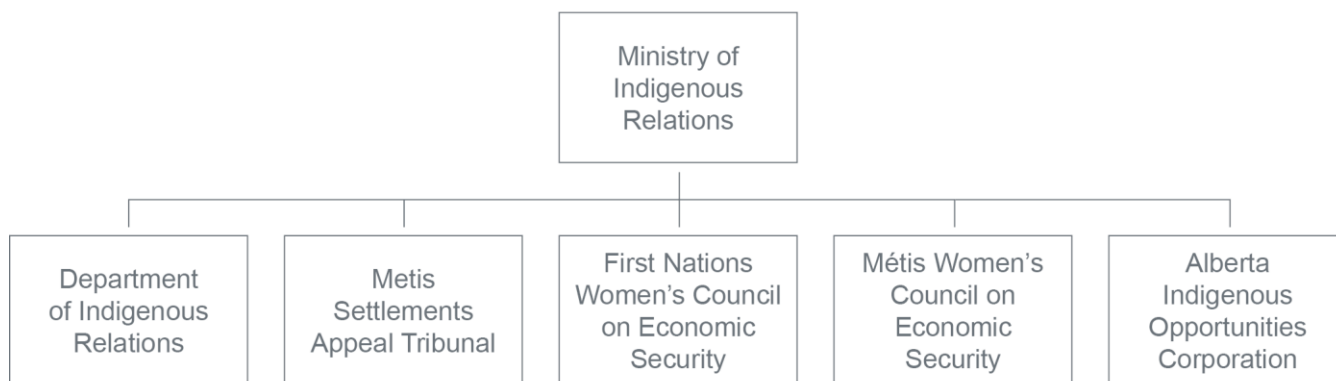 Ministry of
Indigenous
Relations
Department
of Indigenous
Relations
Metis
Settlements
Appeal Tribunal
First Nations
Women’s Council
on Economic
Security
Métis Women’s
Council on
Economic
Security
Alberta
Indigenous
Opportunities
Corporation